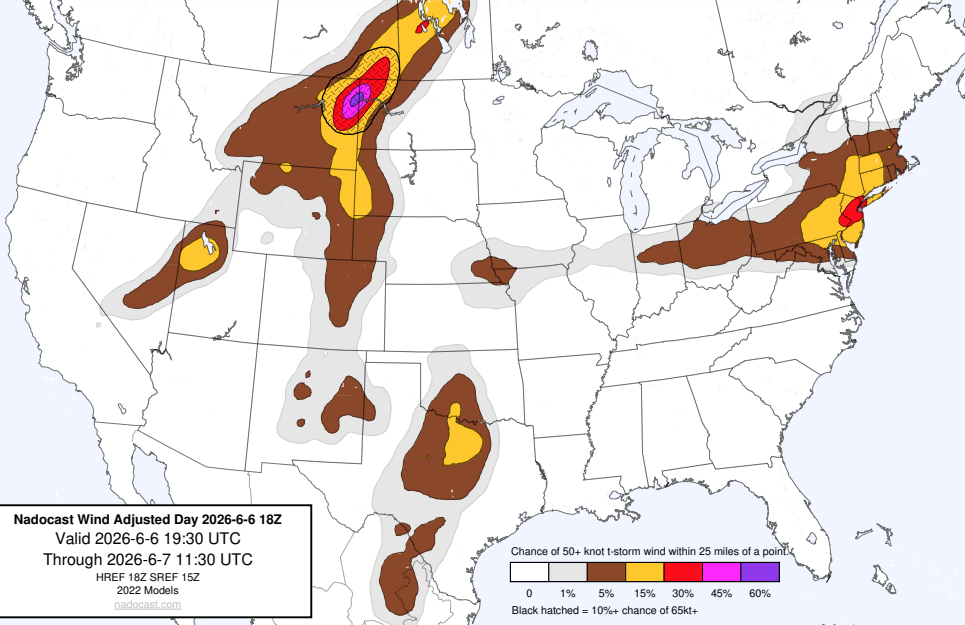 Nadocast Wind Adjusted Day 2026-6-6 18Z
Valid 2026-6-6 19:30 UTC
Through 2026-6-7 11:30 UTC
HREF 18Z SREF 15Z
2022 Models
nadocast.com
Chance of 50+ knot t-storm wind within 25 miles of a point.
0 1% 5% 15% 30% 45% 60%
Black hatched = 10%+ chance of 65kt+